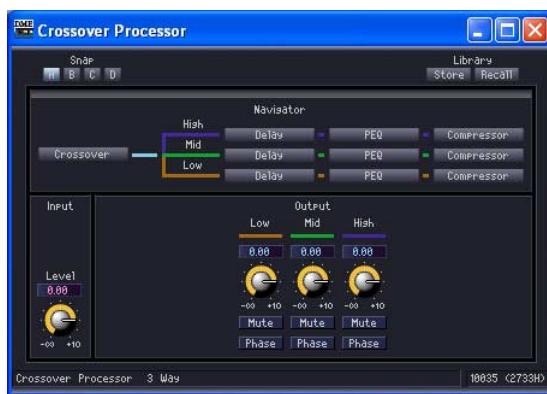 DME
Crossover Processor
Snap
A B C D
Library
Store Recall
Navigator
High
Delay PEQ Compressor
Mid
Crossover
Delay PEQ Compressor
Low
Delay PEQ Compressor
Input
Output
Low Mid High
0.00 0.00 0.00
Level
0.00
-∞ +10 -∞ +10 -∞ +10
Mute Mute Mute
-∞ +10
Phase Phase Phase
Crossover Processor 3 Way
10035 (2733H)